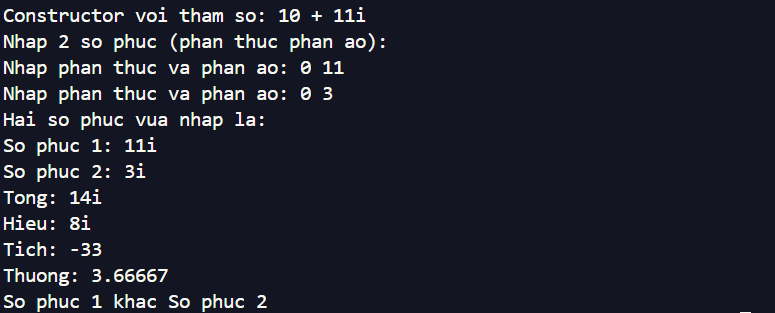 Constructor voi tham so: 10 + 11i
Nhap 2 so phuc (phan thuc phan ao):
Nhap phan thuc va phan ao: 0 11
Nhap phan thuc va phan ao: 0 3
Hai so phuc vua nhap la:
So phuc 1: 11i
So phuc 2: 3i
Tong: 14i
Hieu: 8i
Tich: -33
Thuong: 3.66667
So phuc 1 khac So phuc 2